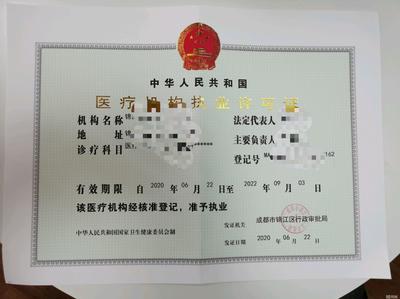 中华人民共和国
医疗机构执业许可证
机构名称 锦 法定代表人
地址 锦 主要负责人
诊疗科目 医 ****** 登记号 MA 162
有效期限 自 2020 年 06 月 22 日至 2022 年 09 月 03 日
该医疗机构经核准登记，准予执业
发证机关 成都市锦江区行政审批局
中华人民共和国国家卫生健康委员会制 发证日期 2020 年 06 月 22 日